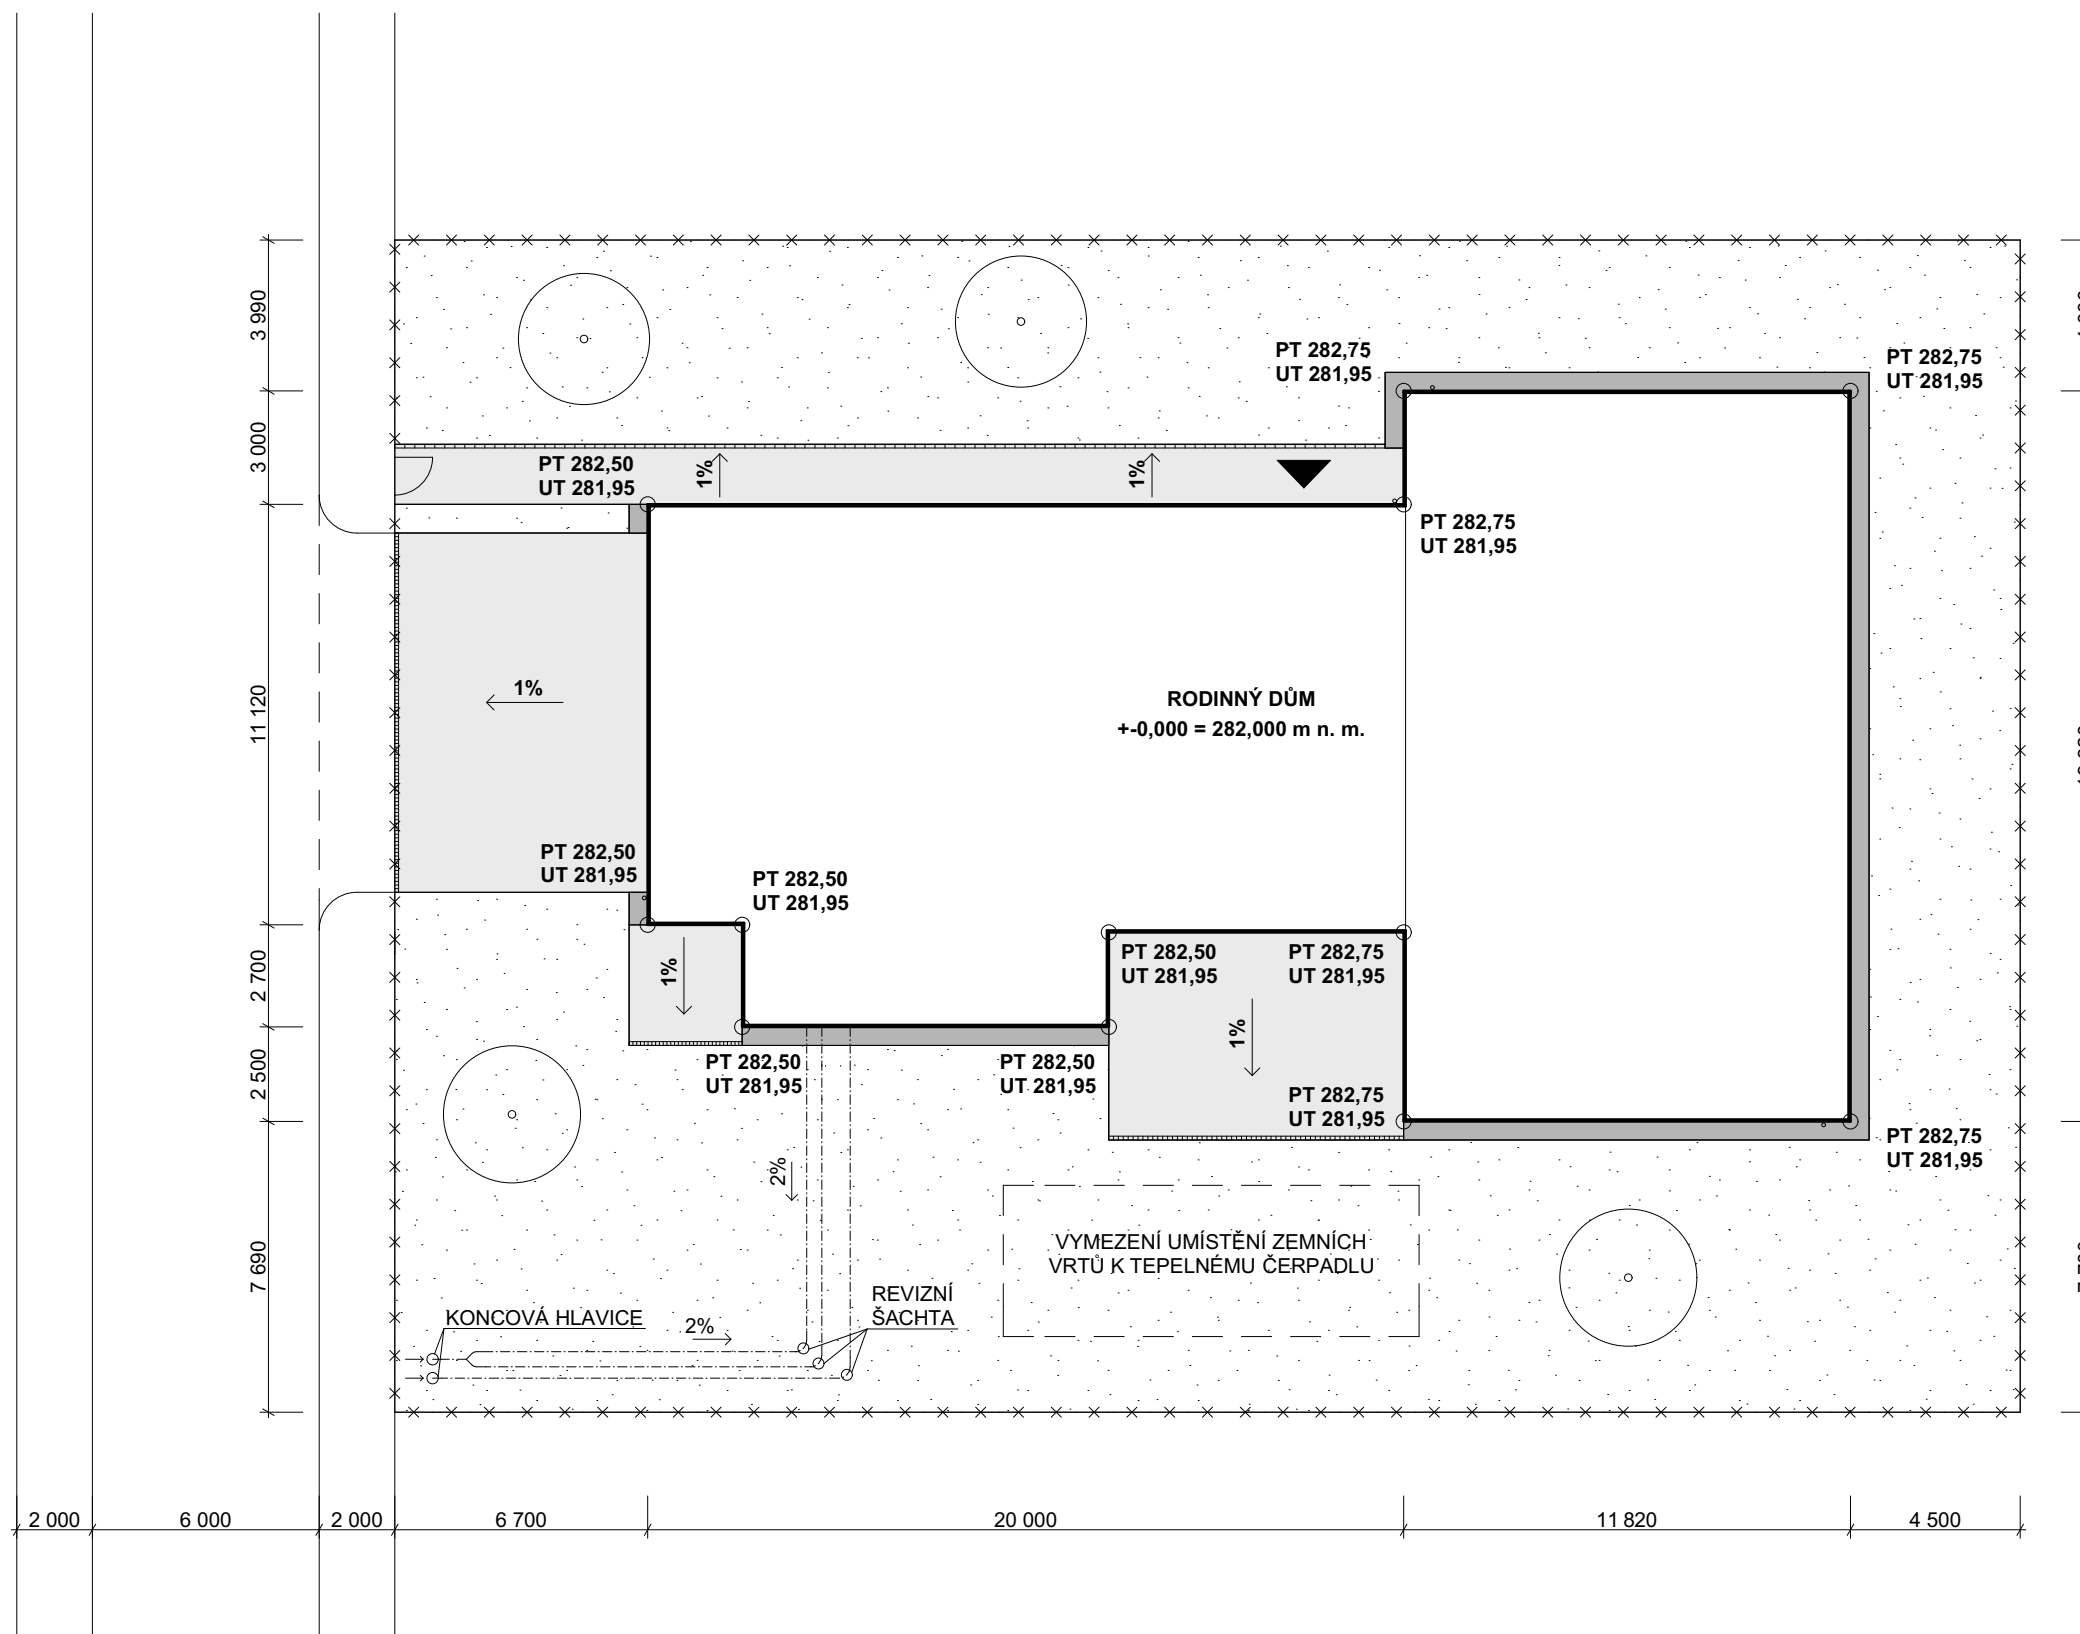 3 990
3 000
11 120
2 700
2 500
7 690
PT 282,75
UT 281,95
PT 282,75
UT 281,95
PT 282,50
UT 281,95
1%
1%
PT 282,75
UT 281,95
1%
RODINNÝ DŮM
+-0,000 = 282,000 m n. m.
PT 282,50
UT 281,95
PT 282,50
UT 281,95
1%
PT 282,50
UT 281,95
PT 282,75
UT 281,95
1%
PT 282,50
UT 281,95
PT 282,50
UT 281,95
PT 282,75
UT 281,95
PT 282,75
UT 281,95
2%
VYMEZENÍ UMÍSTĚNÍ ZEMNÍCH
VRTŮ K TEPELNÉMU ČERPADLU
REVIZNÍ
ŠACHTA
KONCOVÁ HLAVICE
2%
2 000
6 000
2 000
6 700
20 000
11 820
4 500